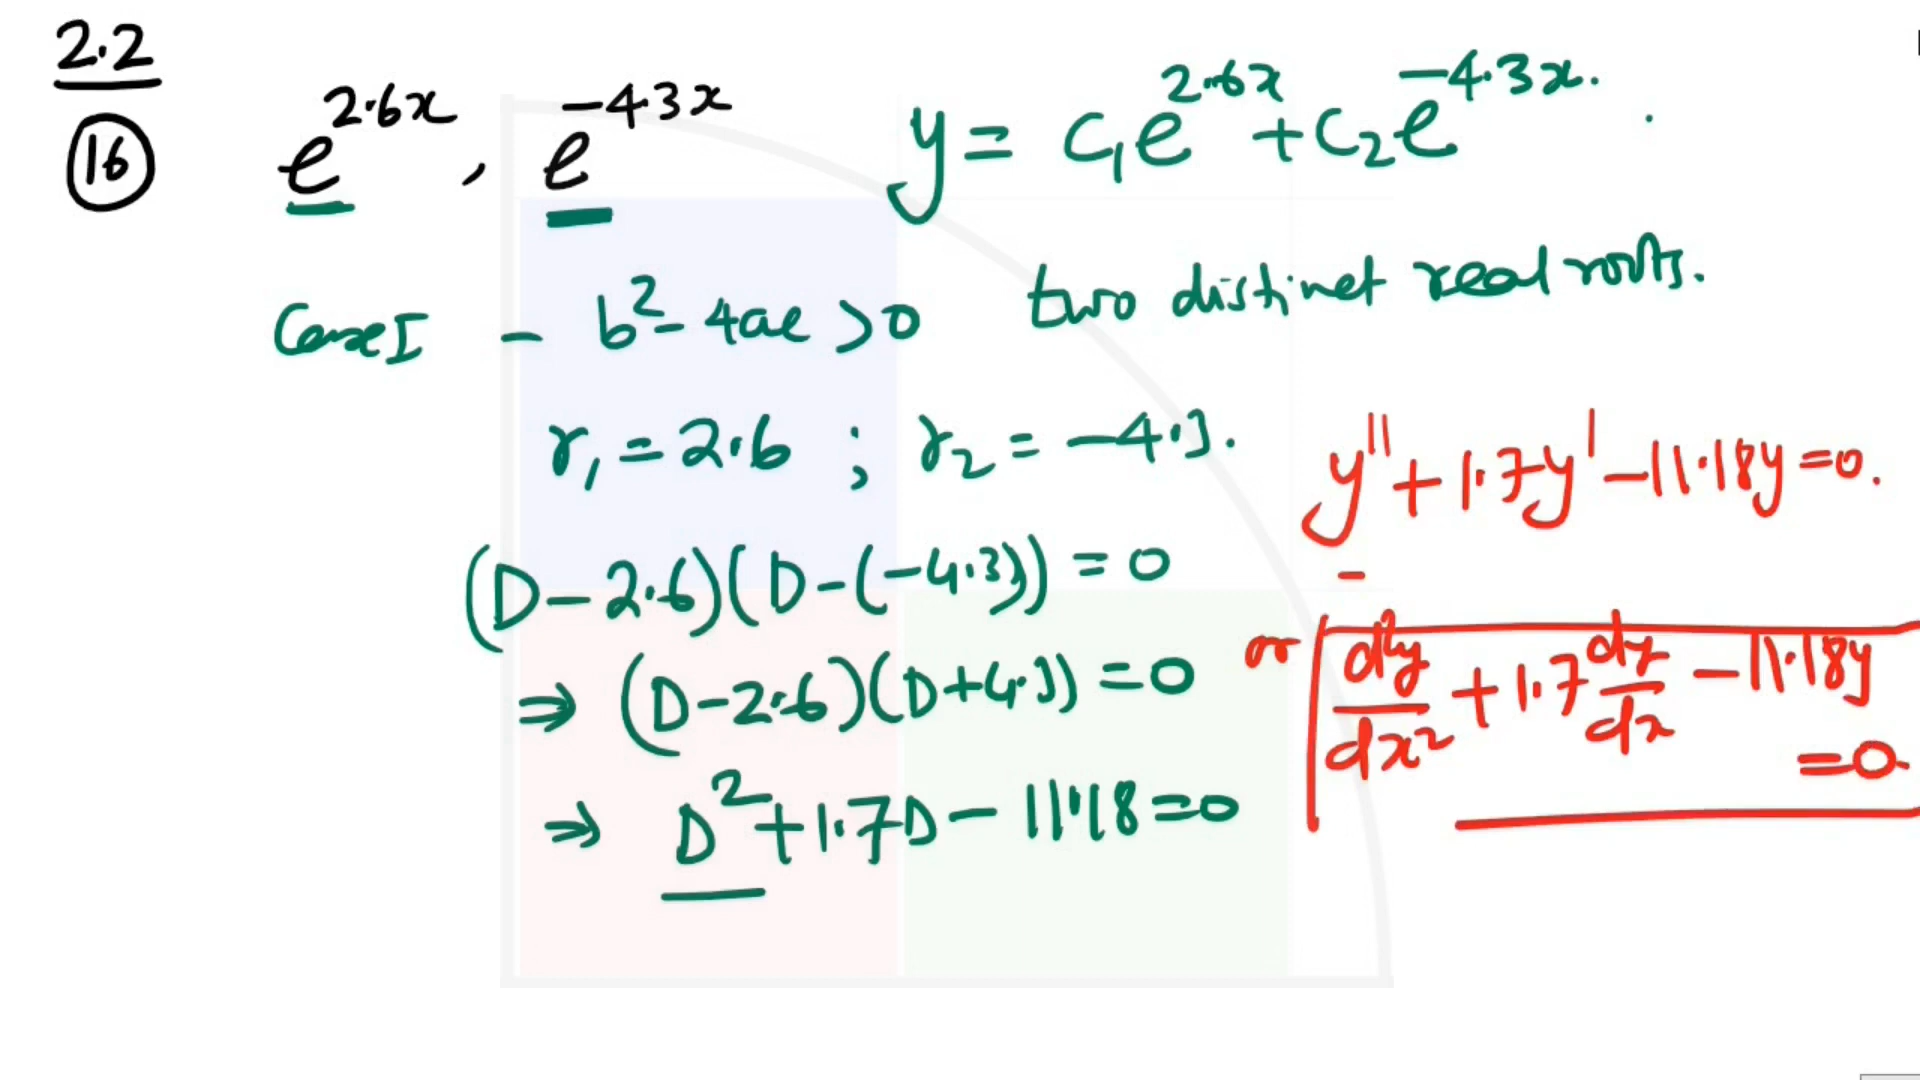 2.2
16 e^{2.6x} , e^{-4.3x} y = c₁e^{2.6x} + c₂e^{-4.3x}.
Case I - b² - 4ac > 0 two distinct real roots.
r₁ = 2.6 ; r₂ = -4.3.
y'' + 1.7y' - 11.18y = 0.
(D - 2.6)(D - (-4.3)) = 0
⇒ (D - 2.6)(D + 4.3) = 0
or d²y/dx² + 1.7 dy/dx - 11.18y
= 0.
⇒ D² + 1.7D - 11.18 = 0